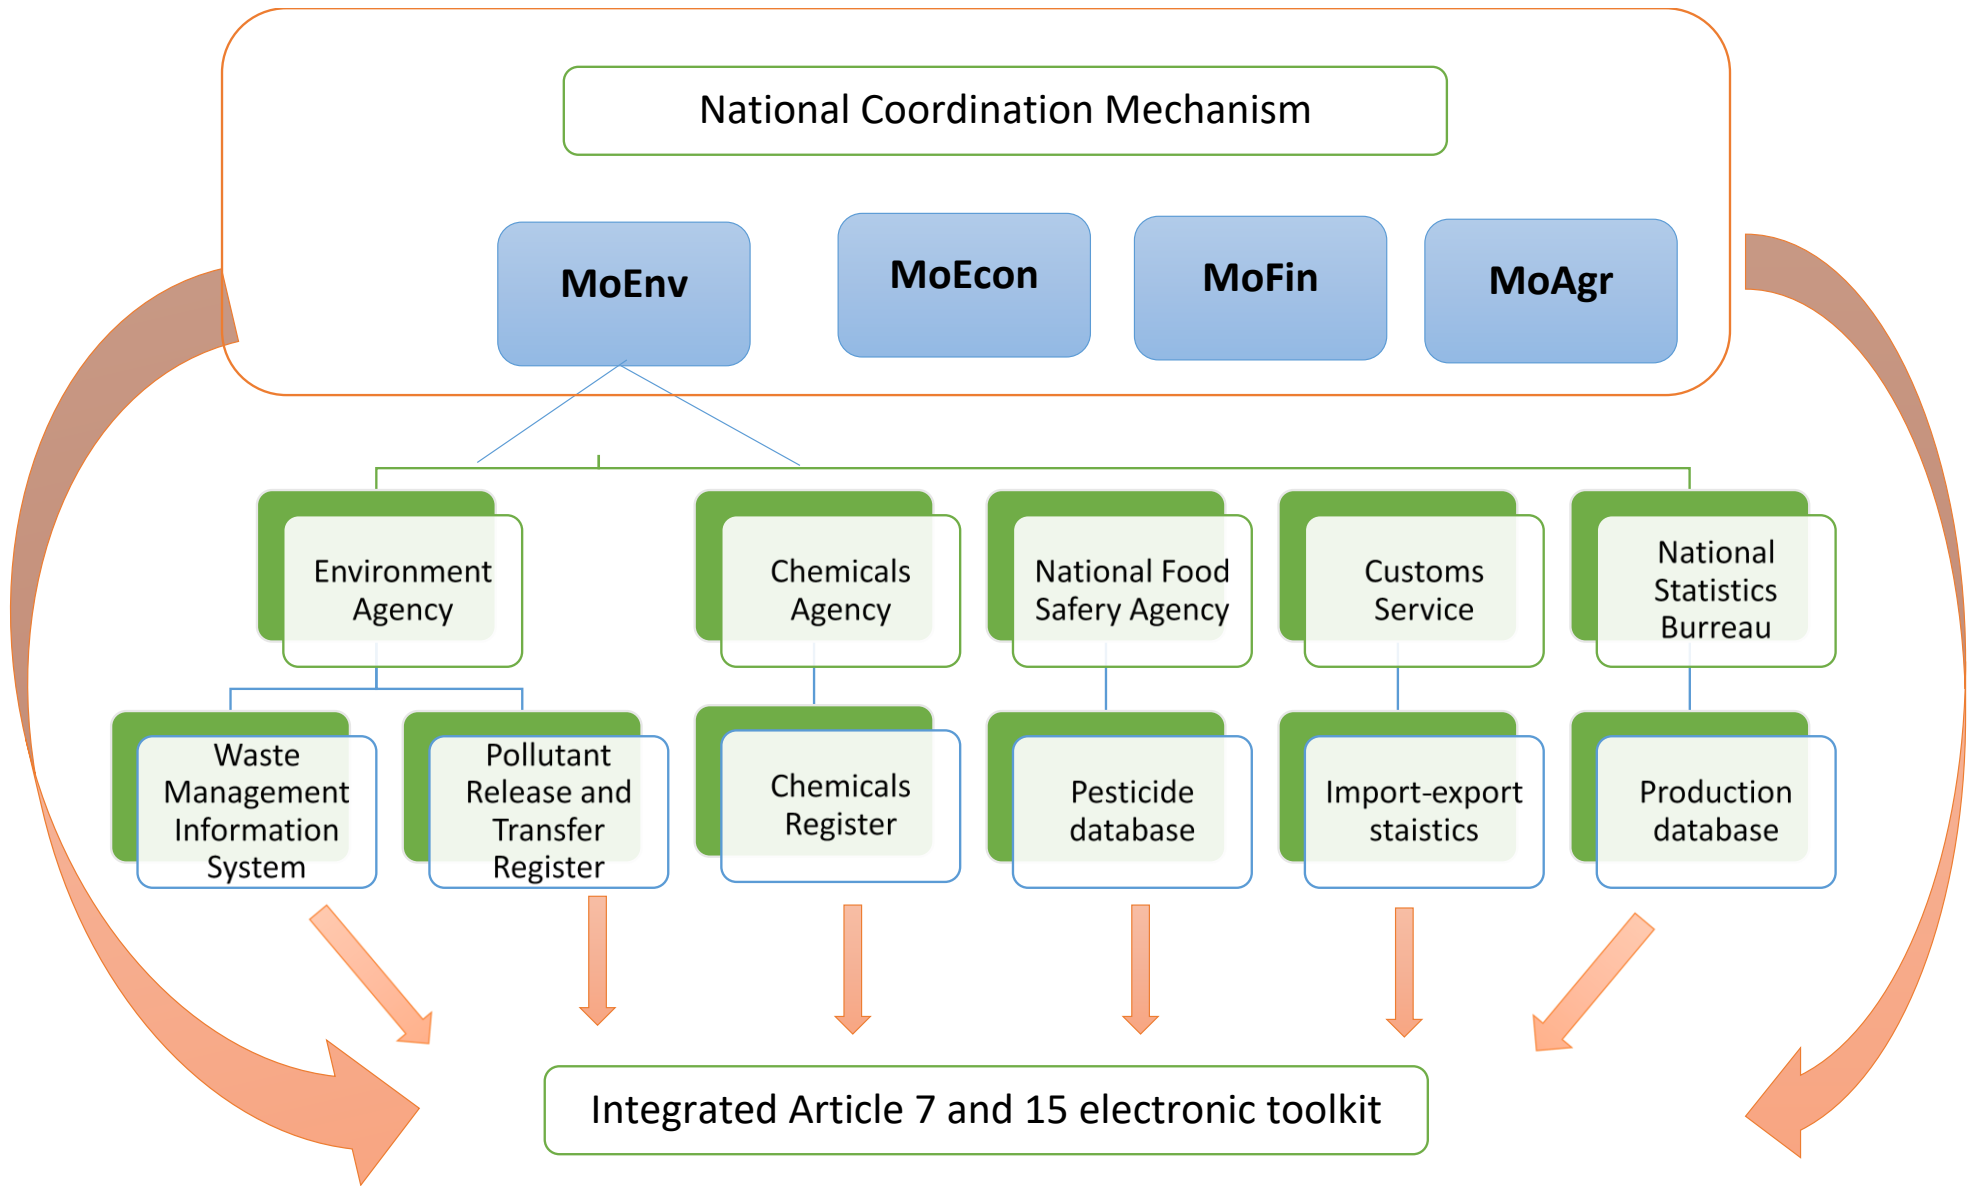 National Coordination Mechanism
MoEnv
MoEcon
MoFin
MoAgr
Environment
Agency
Chemicals
Agency
National Food
Safery Agency
Customs
Service
National
Statistics
Burreau
Waste
Management
Information
System
Pollutant
Release and
Transfer
Register
Chemicals
Register
Pesticide
database
Import-export
staistics
Production
database
Integrated Article 7 and 15 electronic toolkit